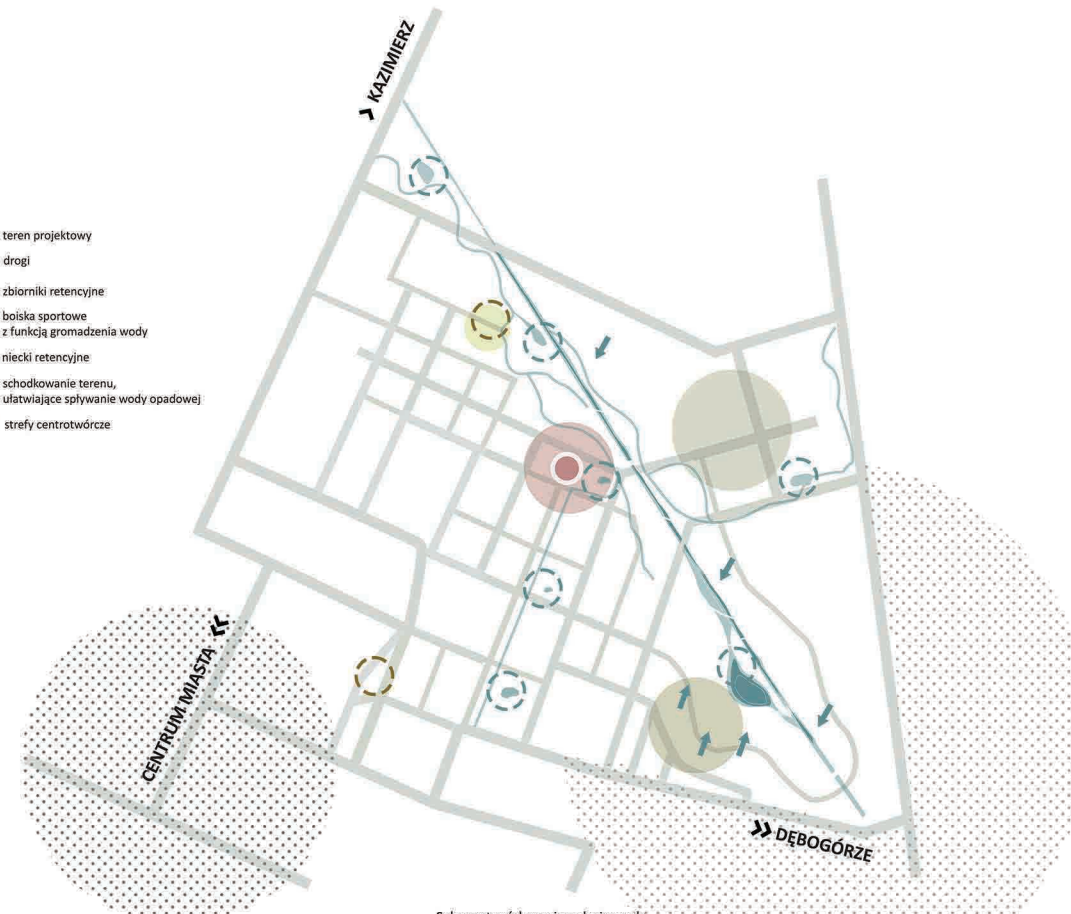 KAZIMIERZ
teren projektowy
drogi
zbiorniki retencyjne
boiska sportowe
z funkcją gromadzenia wody
niecki retencyjne
schodkowanie terenu,
ułatwiające spływanie wody opadowej
strefy centrotwórcze
CENTRUM MIASTA
DĘBOGÓRZE